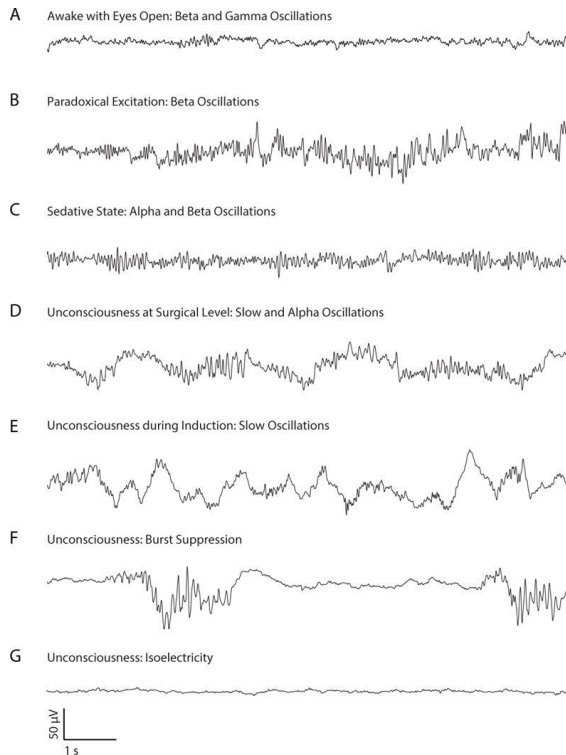 A Awake with Eyes Open: Beta and Gamma Oscillations
B Paradoxical Excitation: Beta Oscillations
C Sedative State: Alpha and Beta Oscillations
D Unconsciousness at Surgical Level: Slow and Alpha Oscillations
E Unconsciousness during Induction: Slow Oscillations
F Unconsciousness: Burst Suppression
G Unconsciousness: Isoelectricity
50 μV
1 s